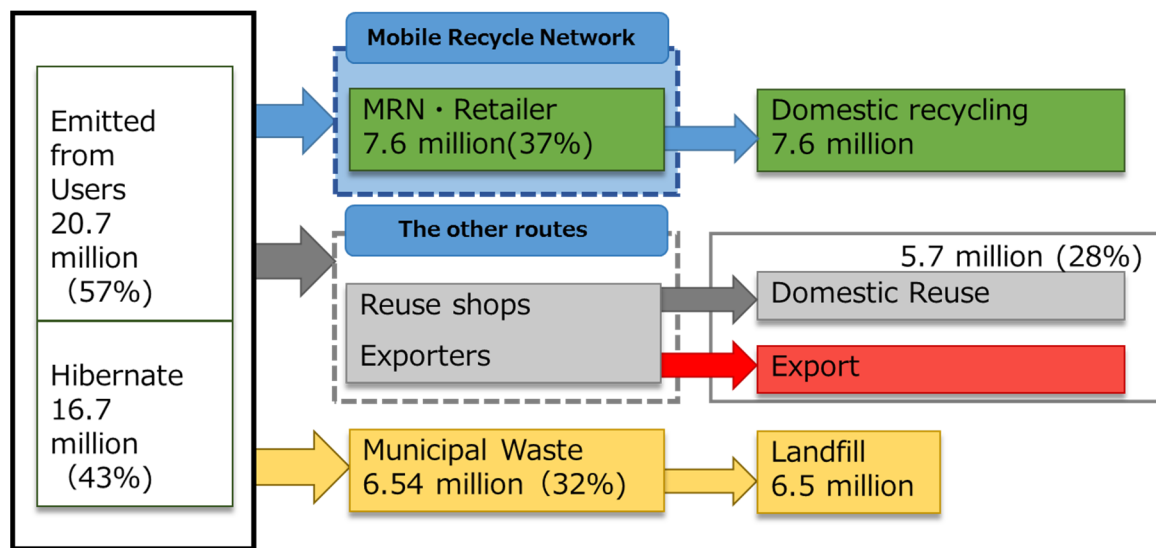 Emitted
from
Users
20.7
million
（57%)
Hibernate
16.7
million
（43%)
Mobile Recycle Network
MRN・Retailer
7.6 million(37%)
Domestic recycling
7.6 million
The other routes
Reuse shops
Exporters
5.7 million (28%)
Domestic Reuse
Export
Municipal Waste
6.54 million（32%)
Landfill
6.5 million